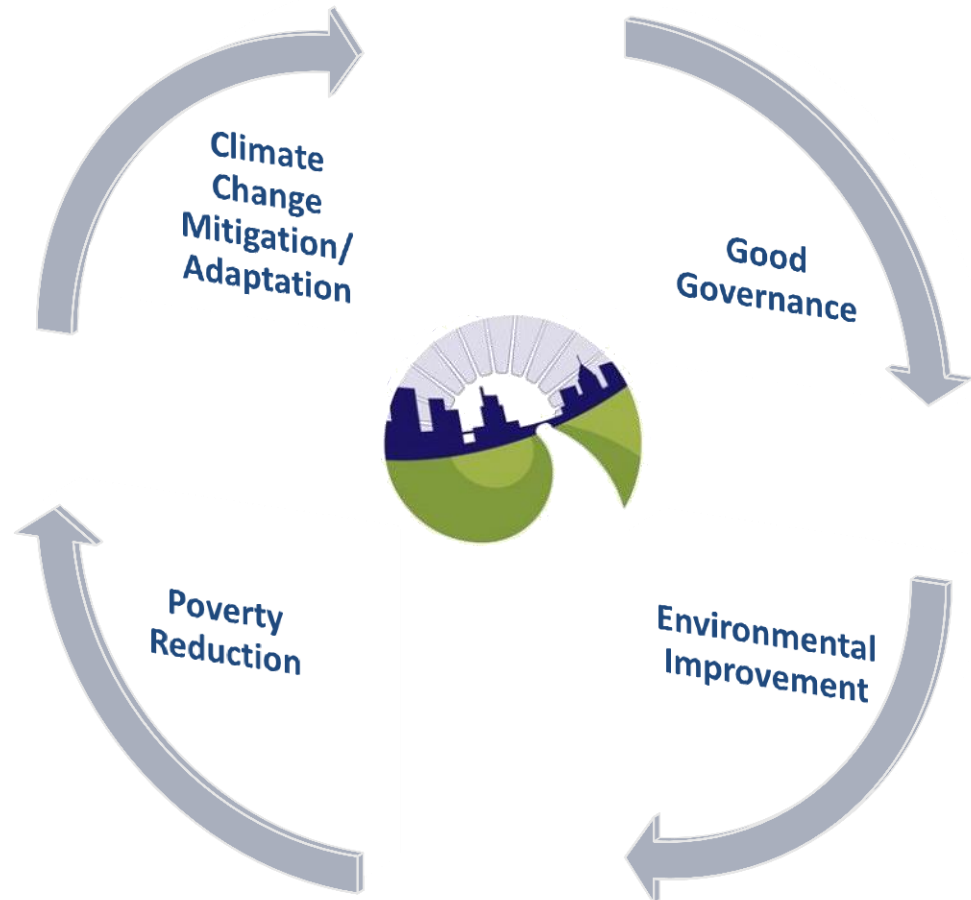 Climate
Change
Mitigation/
Adaptation
Good
Governance
Poverty
Reduction
Environmental
Improvement